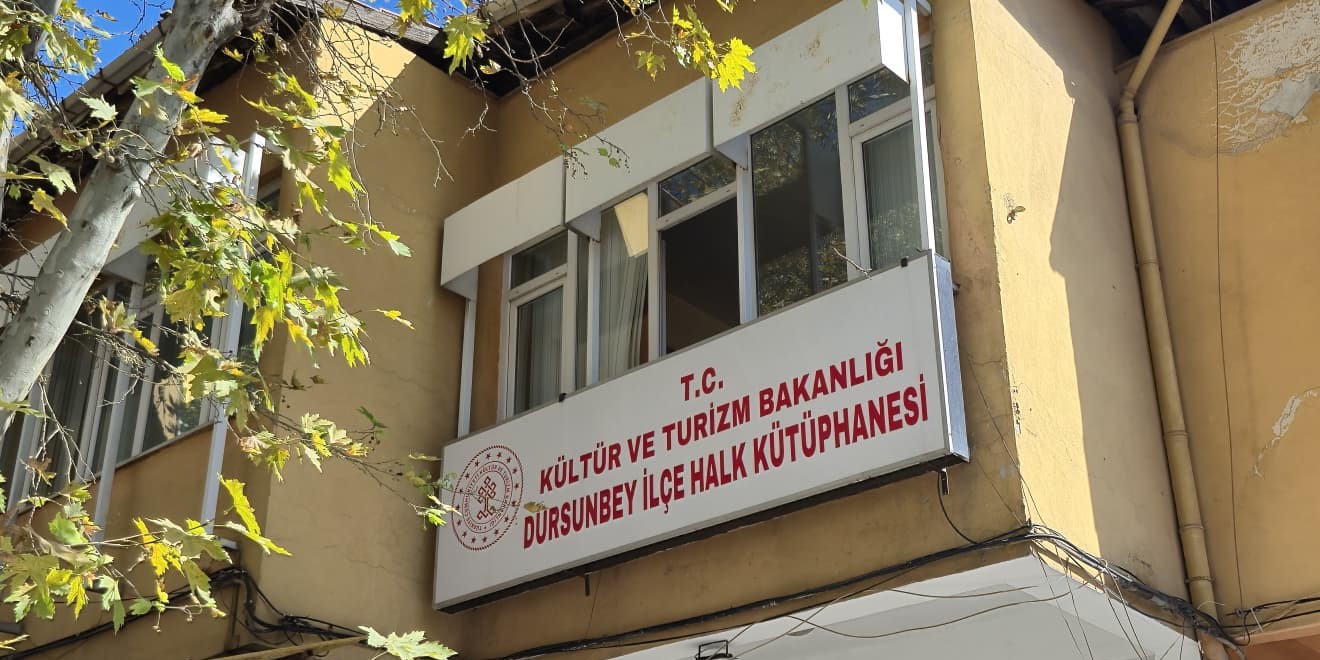 T.C.
KÜLTÜR VE TURİZM BAKANLIĞI
DURSUNBEY İLÇE HALK KÜTÜPHANESİ